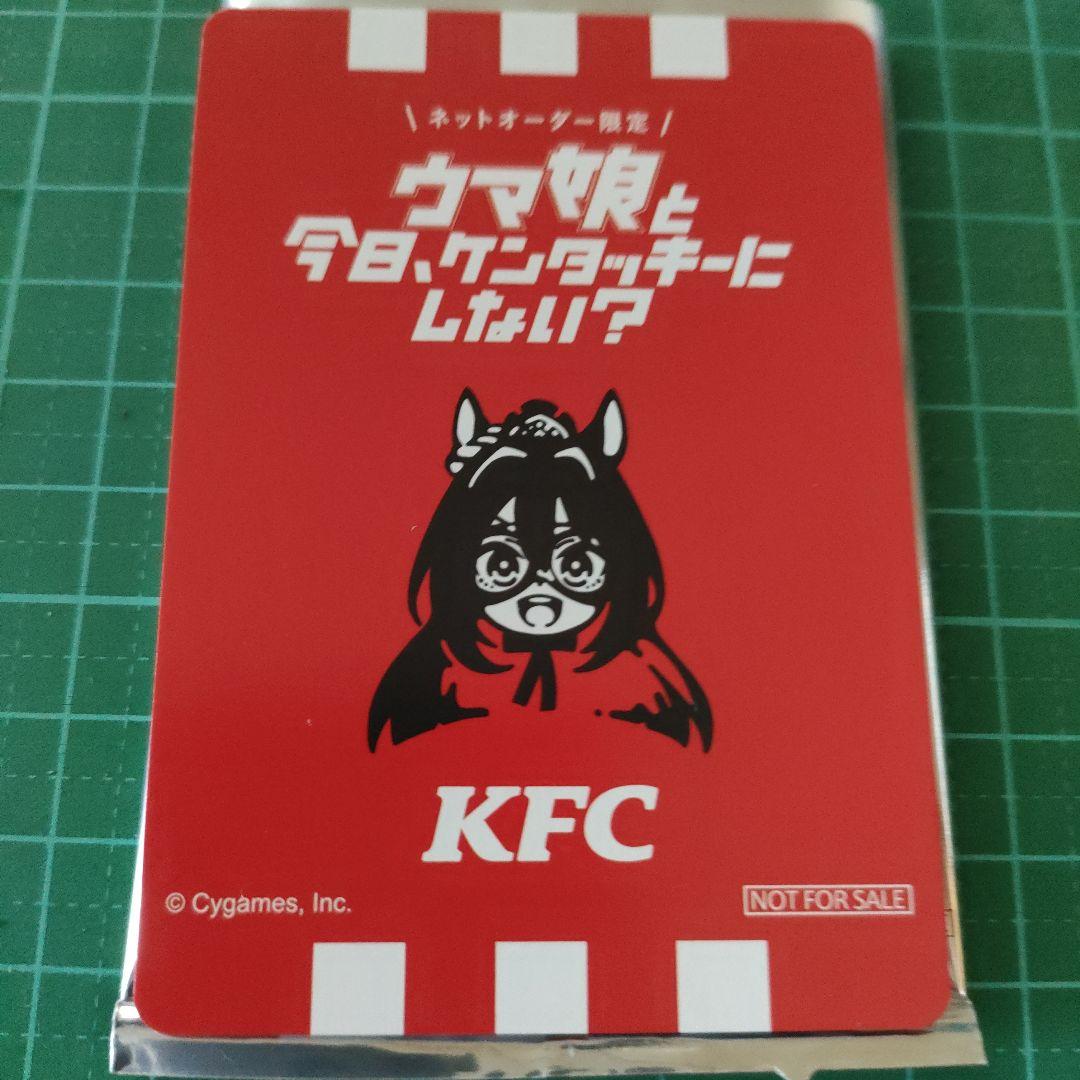 \ ネットオーダー限定 /
ウマ娘と
今日、ケンタッキーに
しない?
KFC
© Cygames, Inc.
NOT FOR SALE